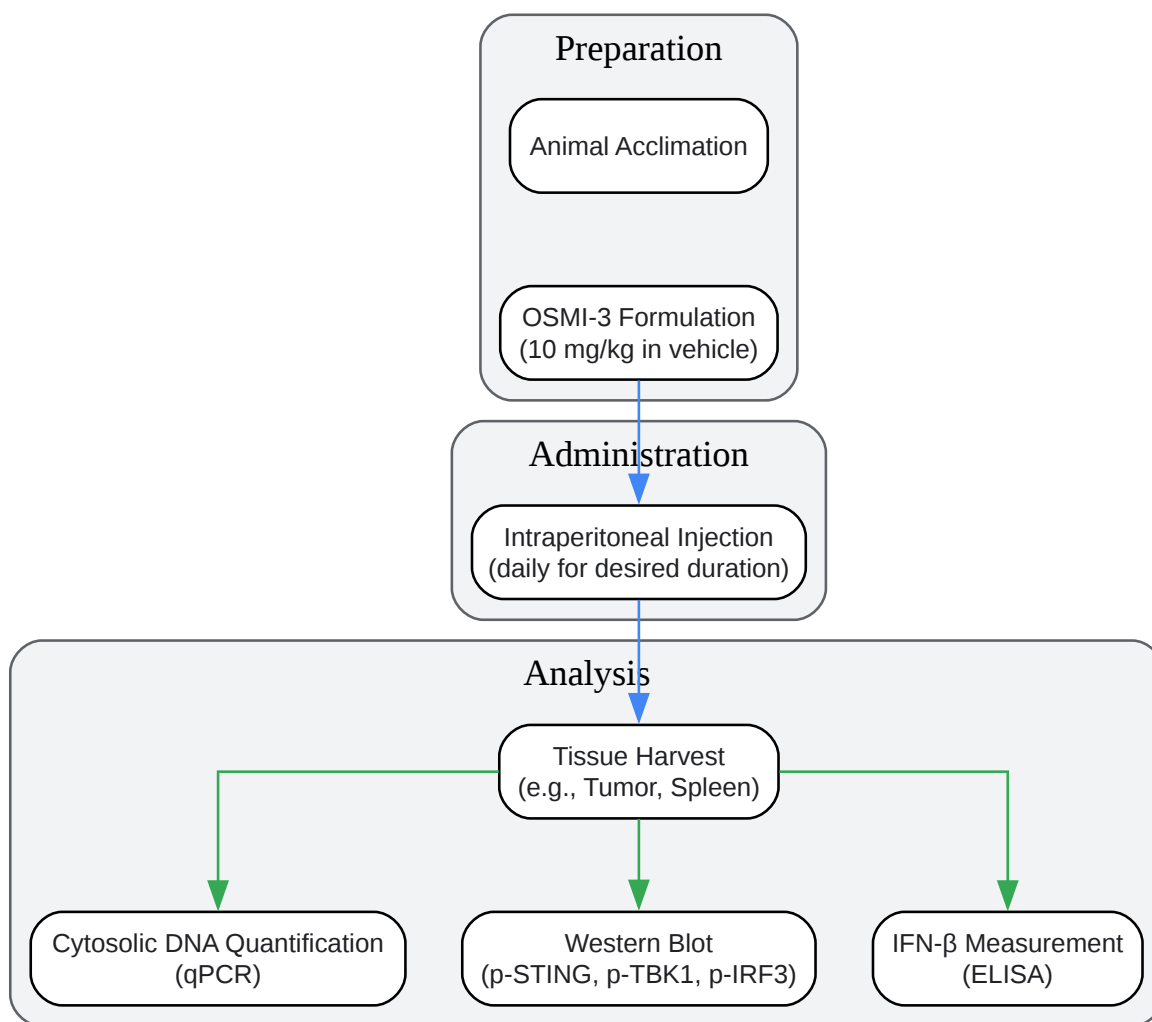 Preparation
Animal Acclimation
OSMI-3 Formulation
(10 mg/kg in vehicle)
Administration
Intraperitoneal Injection
(daily for desired duration)
Analysis
Tissue Harvest
(e.g., Tumor, Spleen)
Cytosolic DNA Quantification
(qPCR)
Western Blot
(p-STING, p-TBK1, p-IRF3)
IFN-β Measurement
(ELISA)